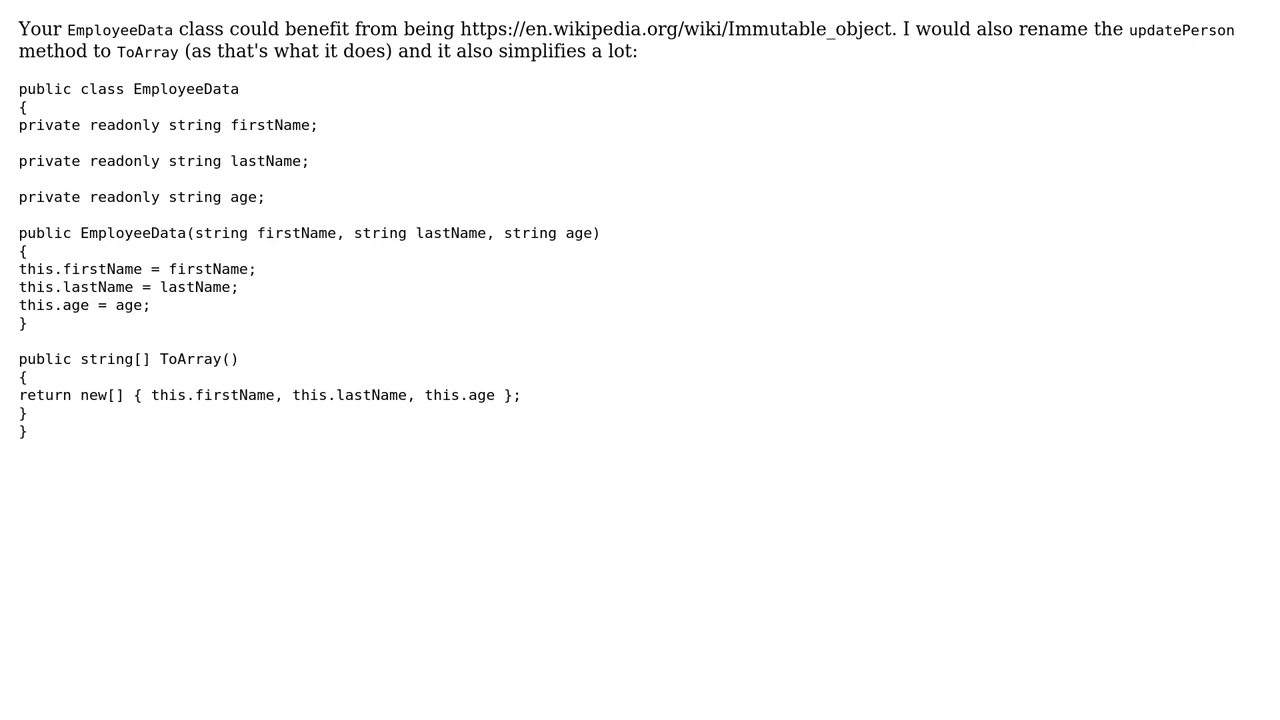 Your EmployeeData class could benefit from being https://en.wikipedia.org/wiki/Immutable_object. I would also rename the updatePerson
method to ToArray (as that's what it does) and it also simplifies a lot:
public class EmployeeData
{
private readonly string firstName;
private readonly string lastName;
private readonly string age;
public EmployeeData(string firstName, string lastName, string age)
{
this.firstName = firstName;
this.lastName = lastName;
this.age = age;
}
public string[] ToArray()
{
return new[] { this.firstName, this.lastName, this.age };
}
}